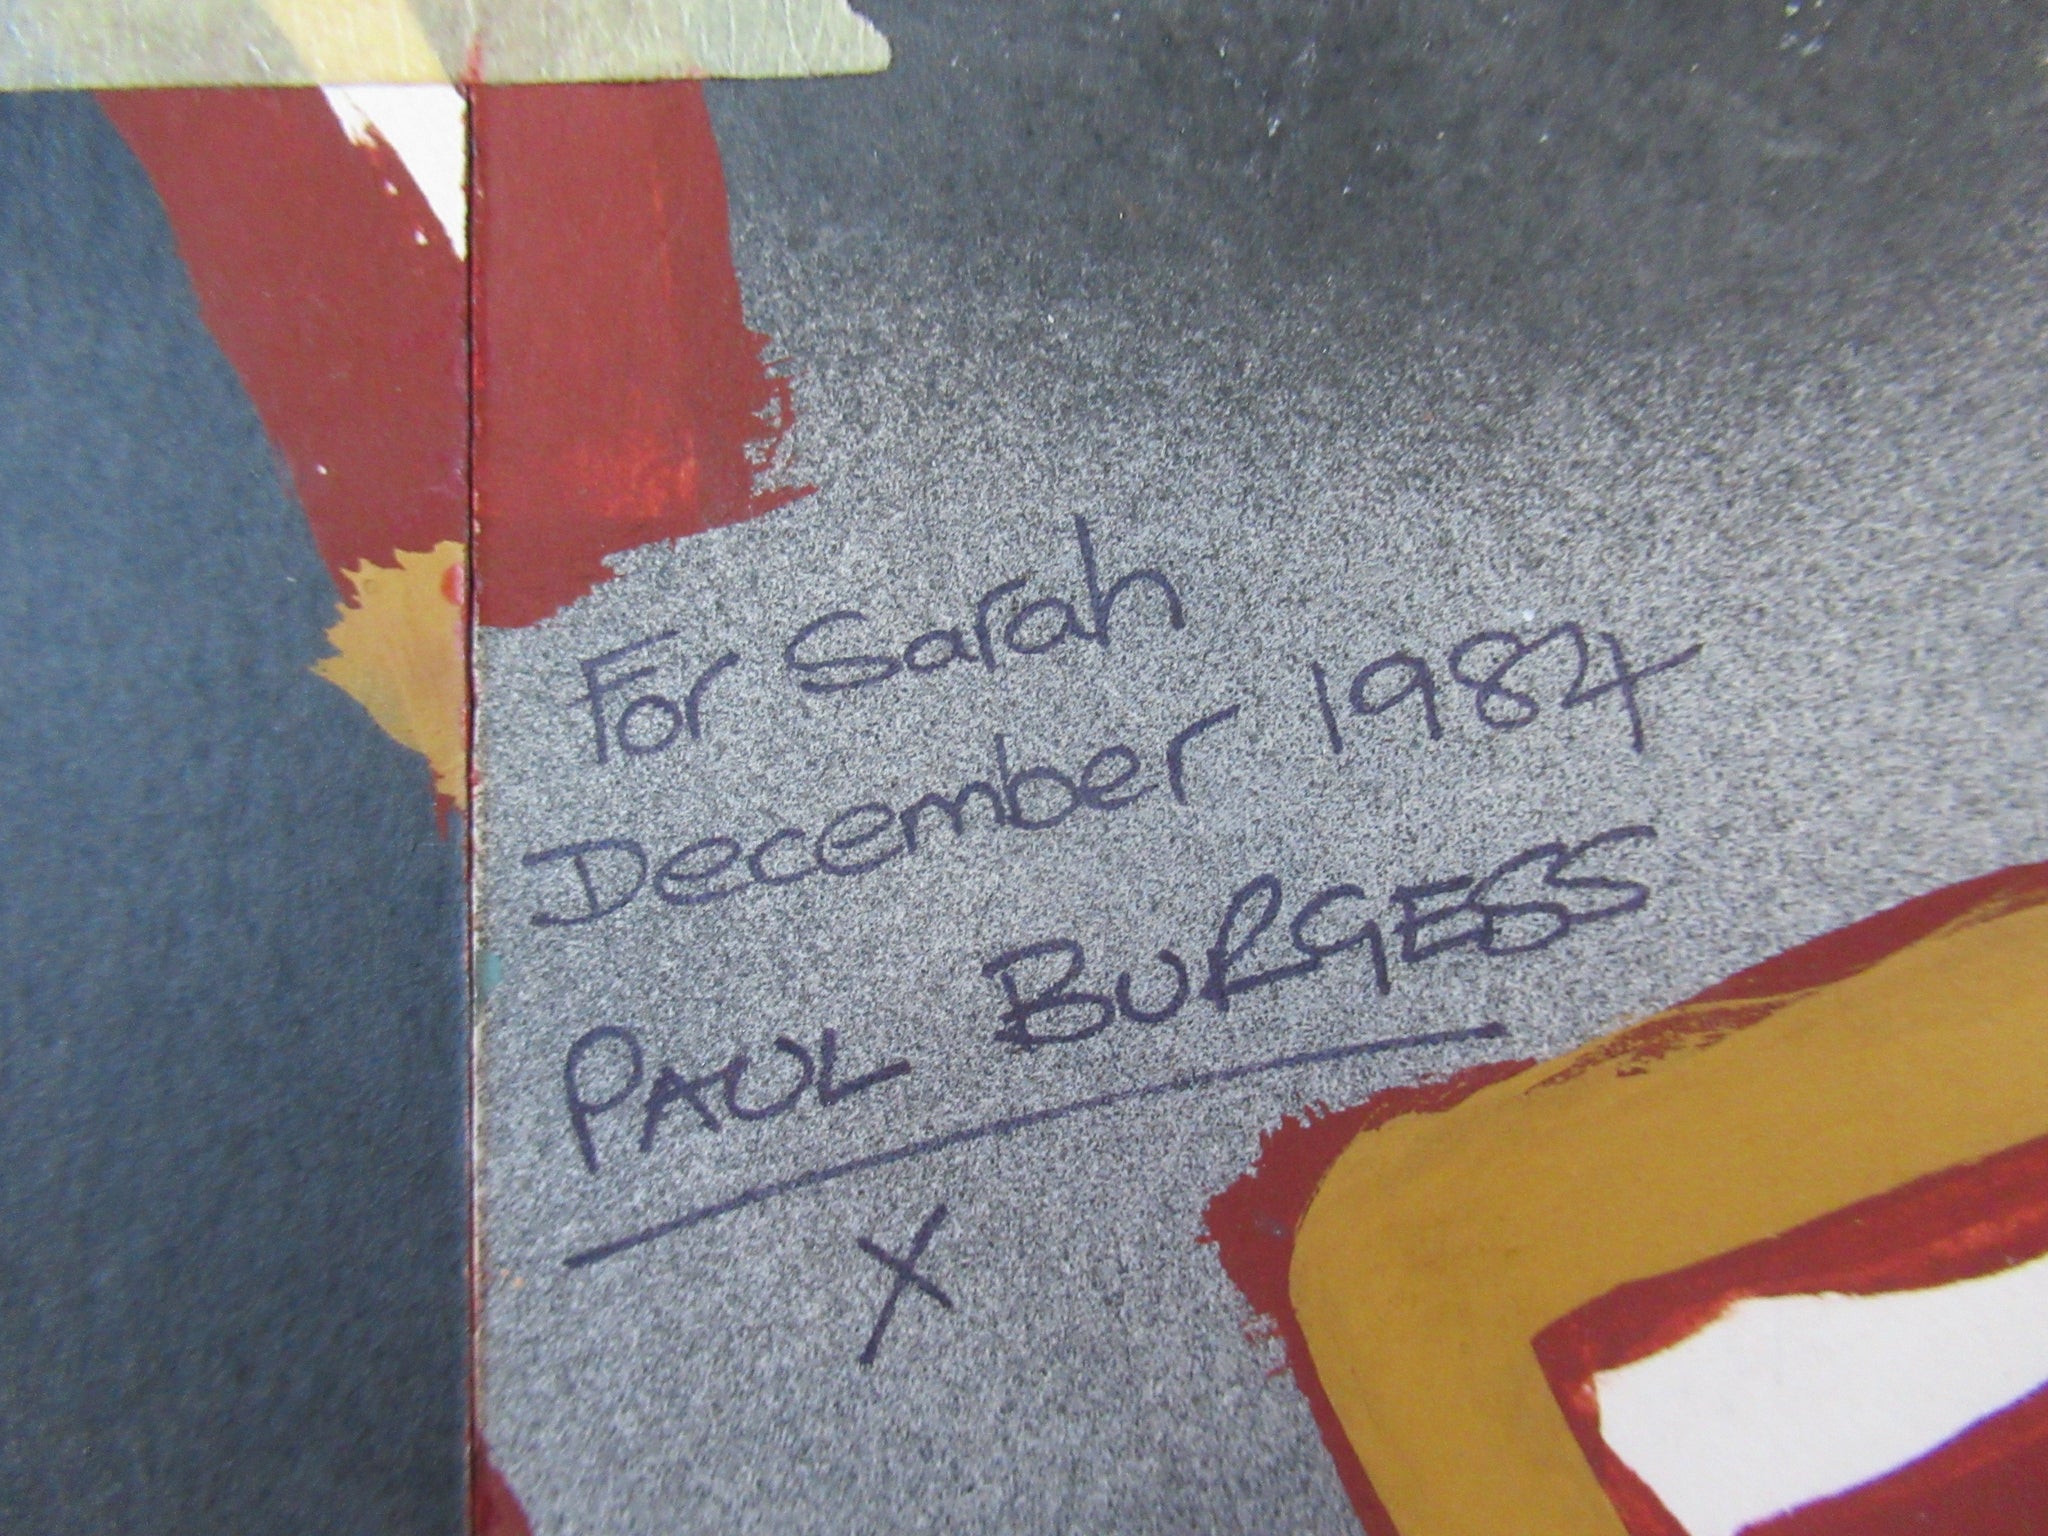 For Sarah
December 1984
PAUL BURGESS
X